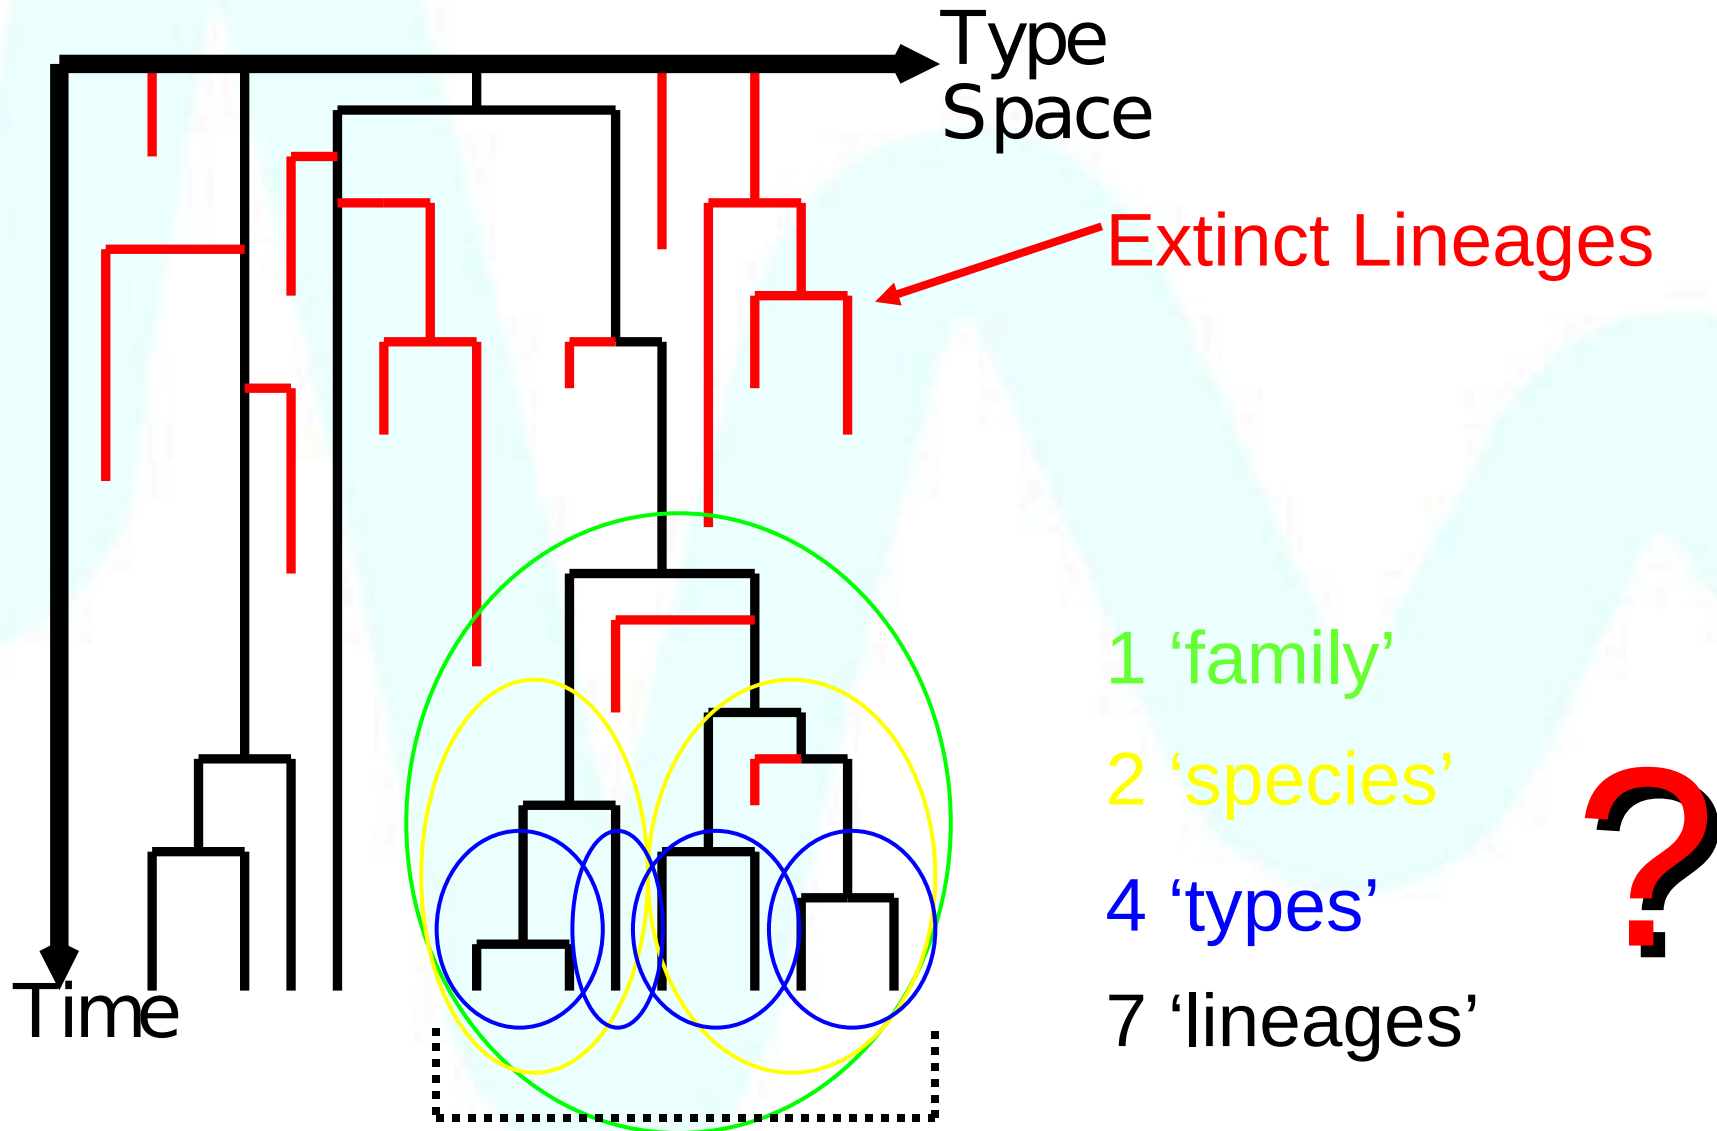 Type
Space
Extinct Lineages
1 ‘family’
2 ‘species’
4 ‘types’
?
7 ‘lineages’
Time